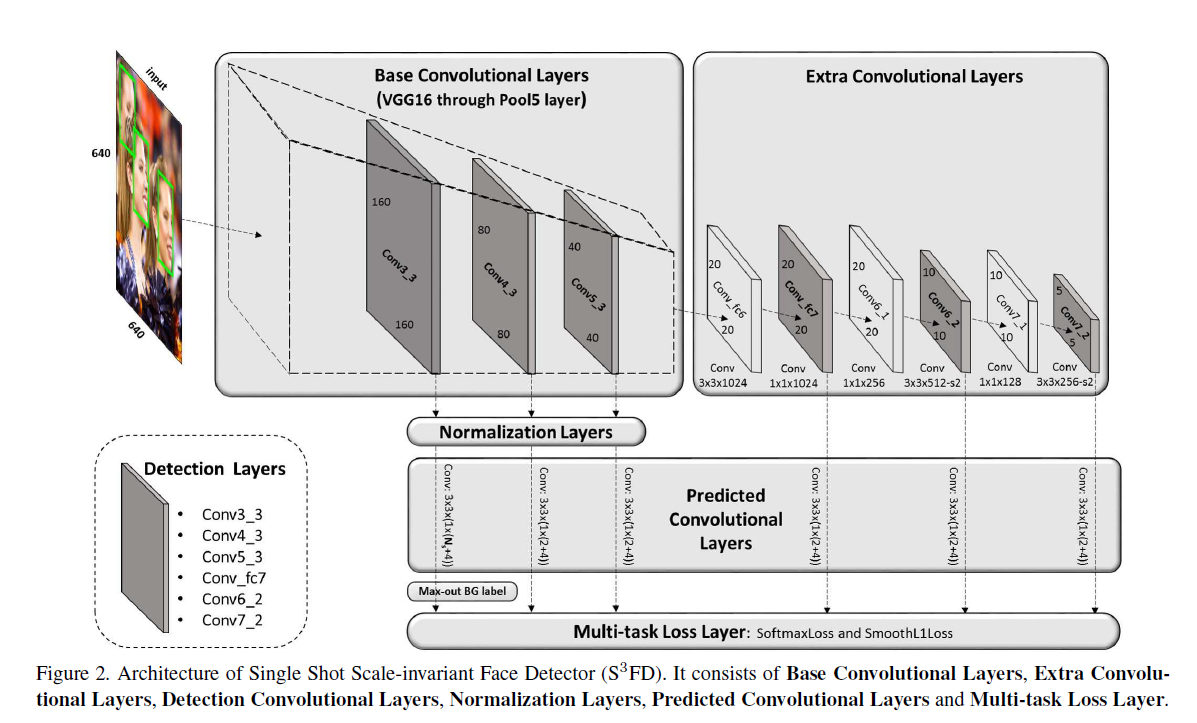 input
640
640
Base Convolutional Layers
(VGG16 through Pool5 layer)
160
Conv3_3
160
80
Conv4_3
80
40
Conv5_3
40
Extra Convolutional Layers
20
Conv_fc6
20
Conv
3x3x1024
20
Conv_fc7
20
Conv
1x1x1024
20
Conv6_1
20
Conv
1x1x256
10
Conv6_2
10
Conv
3x3x512-s2
10
Conv7_1
10
Conv
1x1x128
5
Conv7_2
5
Conv
3x3x256-s2
Normalization Layers
Detection Layers
• Conv3_3
• Conv4_3
• Conv5_3
• Conv_fc7
• Conv6_2
• Conv7_2
Conv: 3x3x(1x(Ns+4))
Conv: 3x3x(1x(2+4))
Conv: 3x3x(1x(2+4))
Predicted
Convolutional
Layers
Conv: 3x3x(1x(2+4))
Conv: 3x3x(1x(2+4))
Conv: 3x3x(1x(2+4))
Max-out BG label
Multi-task Loss Layer: SoftmaxLoss and SmoothL1Loss
Figure 2. Architecture of Single Shot Scale-invariant Face Detector (S³FD). It consists of Base Convolutional Layers, Extra Convolu-
tional Layers, Detection Convolutional Layers, Normalization Layers, Predicted Convolutional Layers and Multi-task Loss Layer.